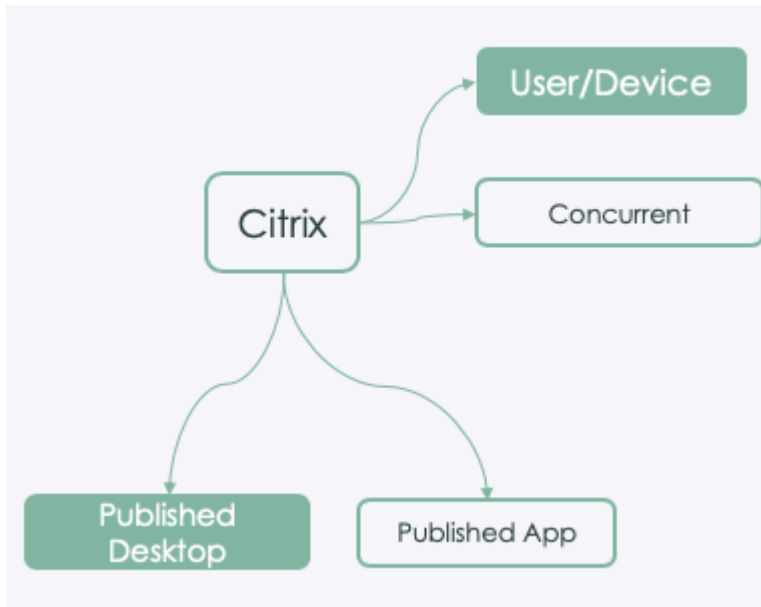 User/Device
Citrix
Concurrent
Published
Desktop
Published App